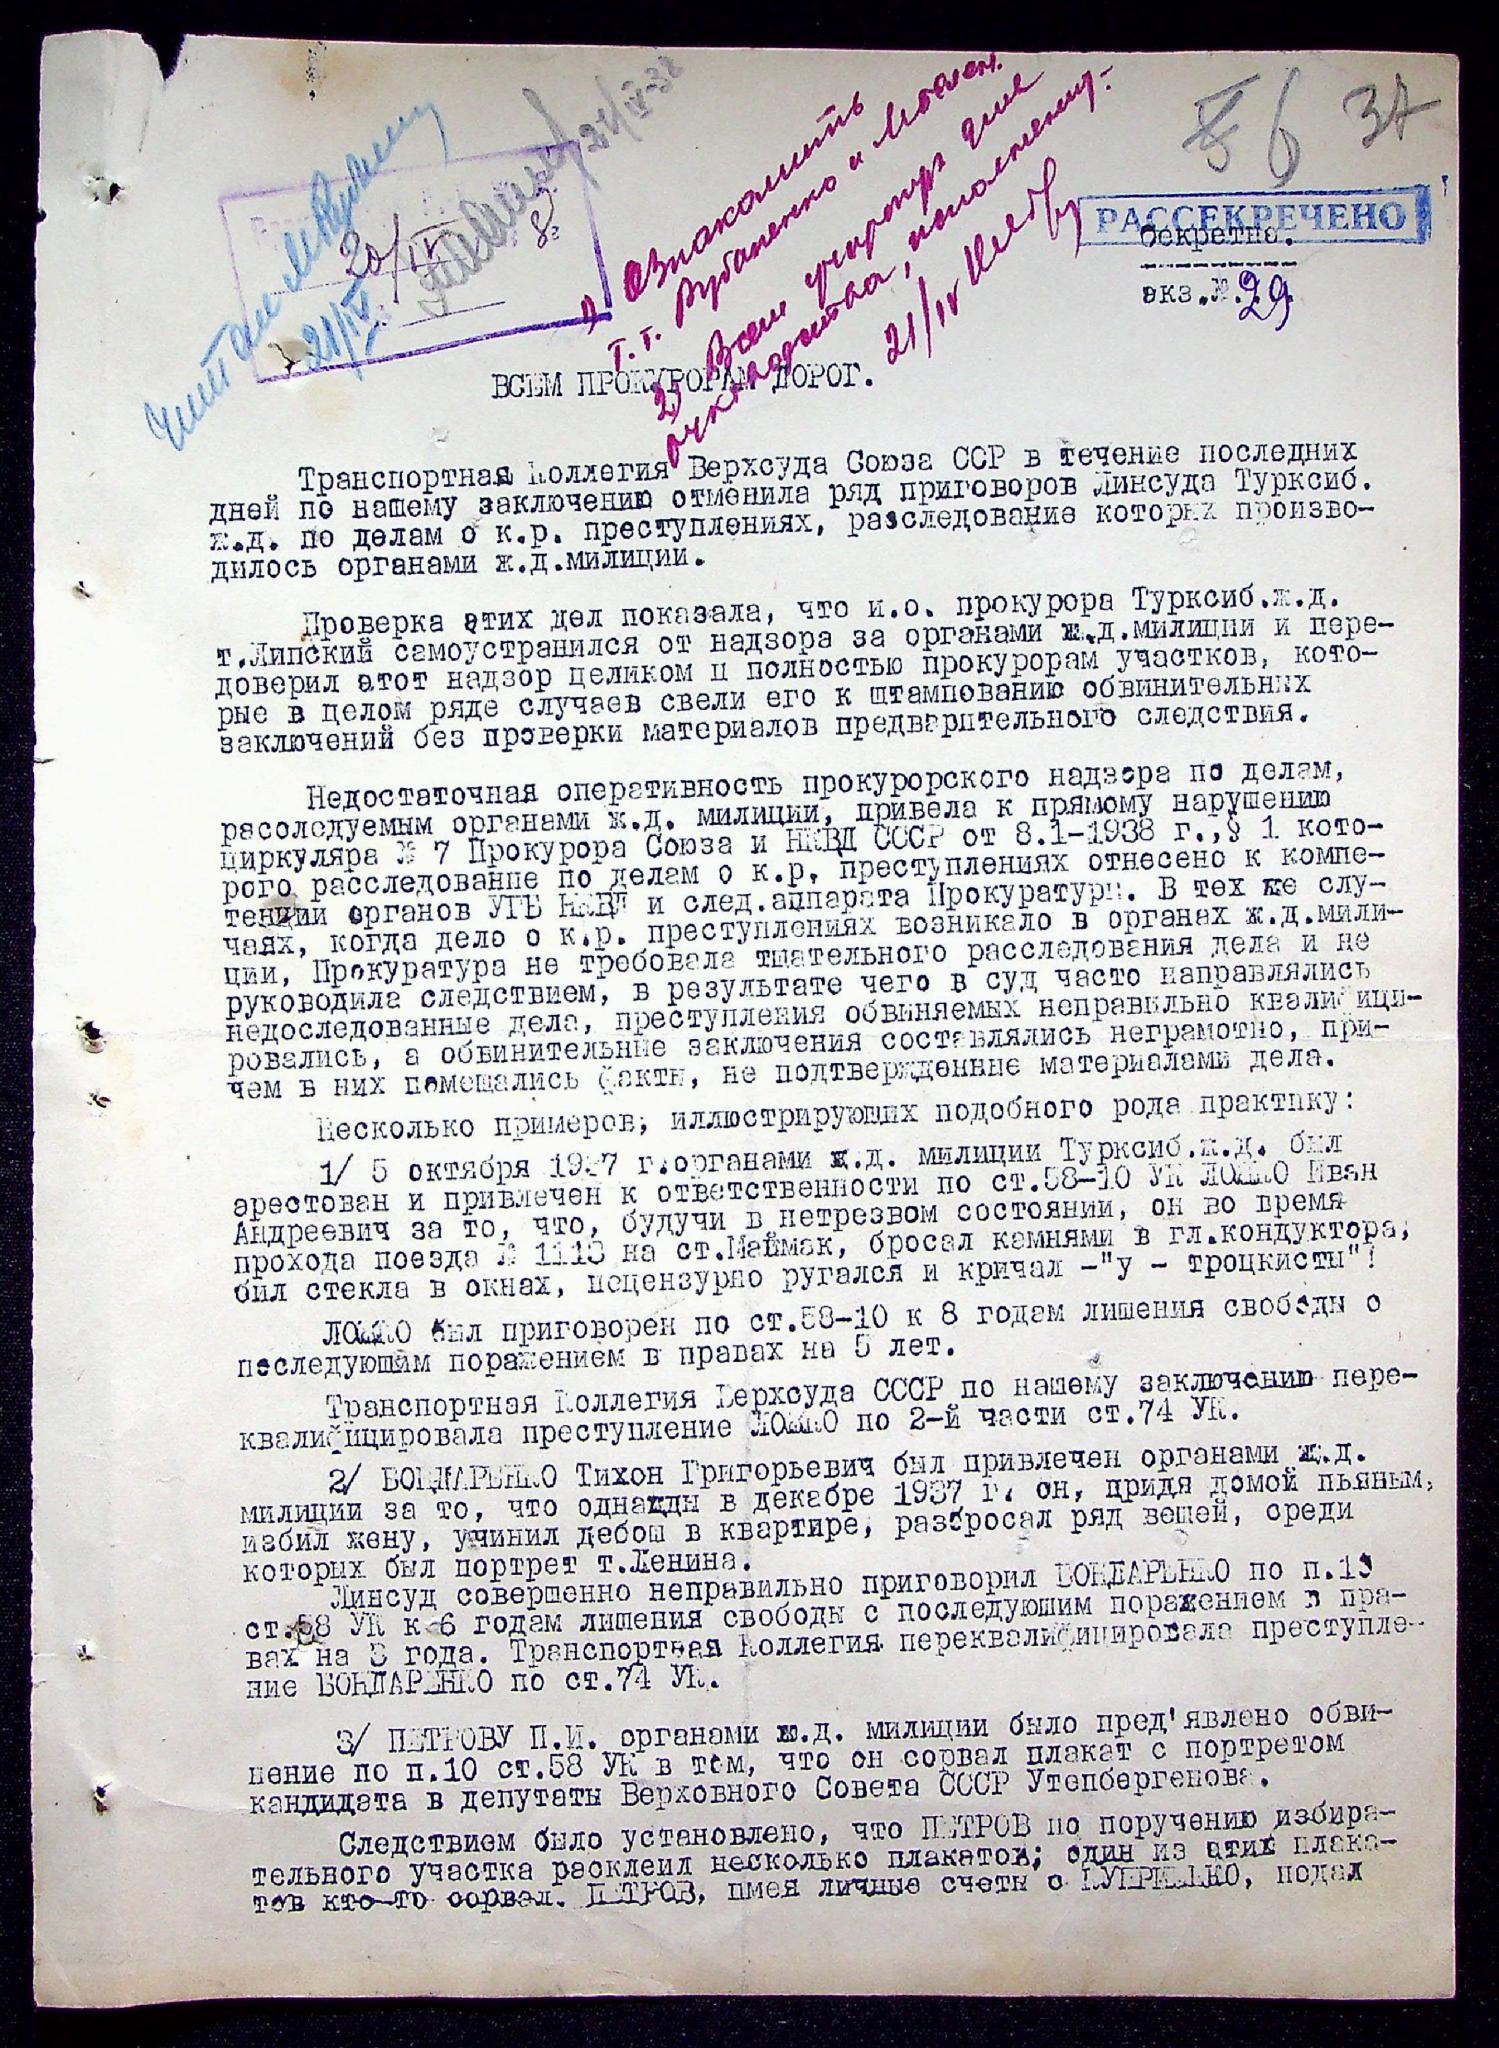 Ознакомить
т.т.
21/IV
20/IV
21/IV
21/IV-38
6 37
РАССЕКРЕЧЕНО
Секретно.
экз.№.29
ВСЕМ ПРОКУРОРАМ ДОРОГ.
Транспортная Коллегия Верхсуда Союза ССР в течение последних
дней по нашему заключению отменила ряд приговоров Линсуда Турксиб.
ж.д. по делам о к.р. преступлениях, расследование которых произво-
дилось органами ж.д.милиции.
Проверка этих дел показала, что и.о. прокурора Турксиб.ж.д.
т.Липский самоустранился от надзора за органами ж.д.милиции и пере-
доверил этот надзор целиком и полностью прокурорам участков, кото-
рые в целом ряде случаев свели его к штампованию обвинительных
заключений без проверки материалов предварительного следствия.
Недостаточная оперативность прокурорского надзора по делам,
расследуемым органами ж.д. милиции, привела к прямому нарушению
циркуляра № 7 Прокурора Союза и НКВД СССР от 8.1-1938 г.,§ 1 кото-
рого расследование по делам о к.р. преступлениях отнесено к компе-
тенции органов УГБ НКВД и след.аппарата Прокуратуры. В тех же слу-
чаях, когда дело о к.р. преступлениях возникало в органах ж.д.мили-
ции, Прокуратура не требовала тщательного расследования дела и не
руководила следствием, в результате чего в суд часто направлялись
недоследованные дела, преступления обвиняемых неправильно квалифици-
ровались, а обвинительные заключения составлялись неграмотно, при-
чем в них помещались факты, не подтвержденные материалами дела.
Несколько примеров, иллюстрирующих подобного рода практику:
1/ 5 октября 1937 г.органами ж.д. милиции Турксиб.ж.д. был
арестован и привлечен к ответственности по ст.58-10 УК ЛОШКО Иван
Андреевич за то, что, будучи в нетрезвом состоянии, он во время
прохода поезда № 1113 на ст.Маймак, бросал камнями в гл.кондуктора,
бил стекла в окнах, нецензурно ругался и кричал -"у - троцкисты"!
ЛОШКО был приговорен по ст.58-10 к 8 годам лишения свободы с
последующим поражением в правах на 5 лет.
Транспортная Коллегия Верхсуда СССР по нашему заключению пере-
квалифицировала преступление ЛОШКО по 2-й части ст.74 УК.
2/ БОНДАРЕНКО Тихон Григорьевич был привлечен органами ж.д.
милиции за то, что однажды в декабре 1937 г. он, придя домой пьяным,
избил жену, учинил дебош в квартире, разбросал ряд вещей, среди
которых был портрет т.Ленина.
Линсуд совершенно неправильно приговорил БОНДАРЕНКО по п.10
ст.58 УК к 6 годам лишения свободы с последующим поражением в пра-
вах на 3 года. Транспортная Коллегия переквалифицировала преступле-
ние БОНДАРЕНКО по ст.74 УК.
3/ ПЕТРОВУ П.И. органами ж.д. милиции было пред'явлено обви-
нение по п.10 ст.58 УК в том, что он сорвал плакат с портретом
кандидата в депутаты Верховного Совета СССР Утепбергенова.
Следствием было установлено, что ПЕТРОВ по поручению избира-
тельного участка расклеил несколько плакатов; один из этих плака-
тов кто-то сорвал. ПЕТРОВ, имея личные счеты с КУПРИЕНКО, подал